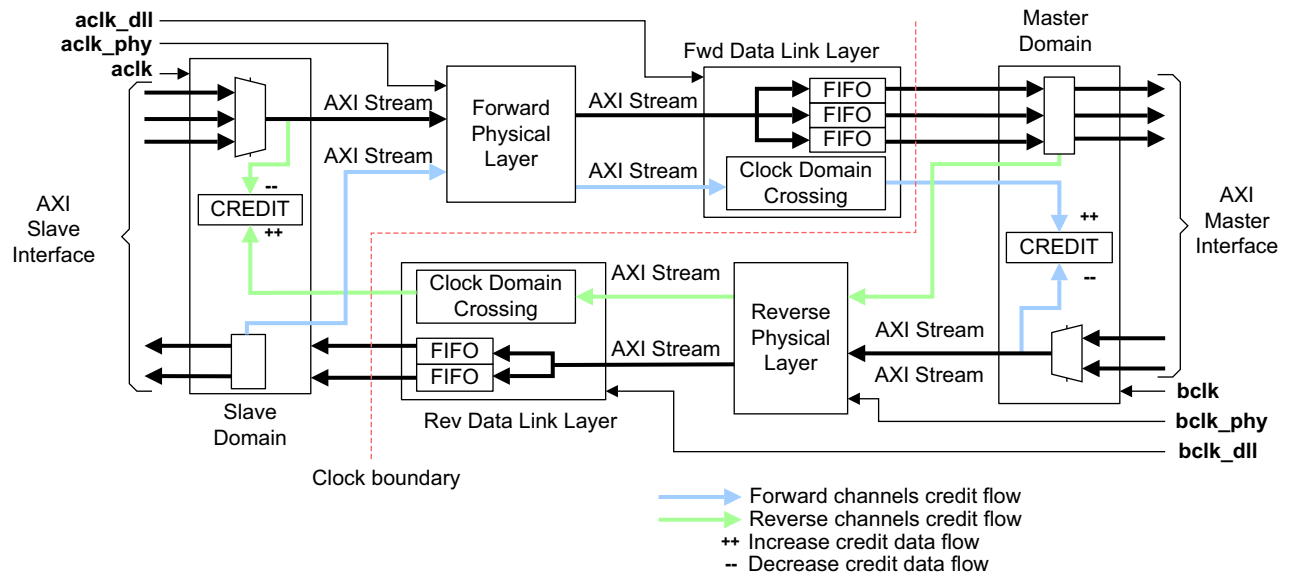 aclk_dll
aclk_phy
aclk
Fwd Data Link Layer
Master
Domain
AXI Stream
Forward
Physical
Layer
AXI Stream
FIFO
FIFO
FIFO
AXI Stream
AXI Stream
Clock Domain
Crossing
--
CREDIT
++
AXI
Slave
Interface
++
CREDIT
--
AXI
Master
Interface
Clock Domain
Crossing
AXI Stream
Reverse
Physical
Layer
AXI Stream
AXI Stream
FIFO
FIFO
AXI Stream
Slave
Domain
Rev Data Link Layer
bclk
bclk_phy
bclk_dll
Clock boundary
Forward channels credit flow
Reverse channels credit flow
++ Increase credit data flow
-- Decrease credit data flow